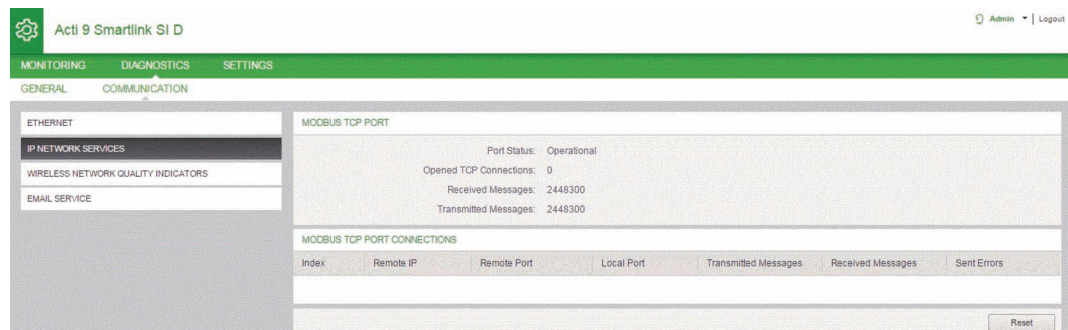 Acti 9 Smartlink SI D
Admin | Logout
MONITORING DIAGNOSTICS SETTINGS
GENERAL COMMUNICATION
ETHERNET
IP NETWORK SERVICES
WIRELESS NETWORK QUALITY INDICATORS
EMAIL SERVICE
MODBUS TCP PORT
Port Status: Operational
Opened TCP Connections: 0
Received Messages: 2448300
Transmitted Messages: 2448300
MODBUS TCP PORT CONNECTIONS
Index Remote IP Remote Port Local Port Transmitted Messages Received Messages Sent Errors
Reset